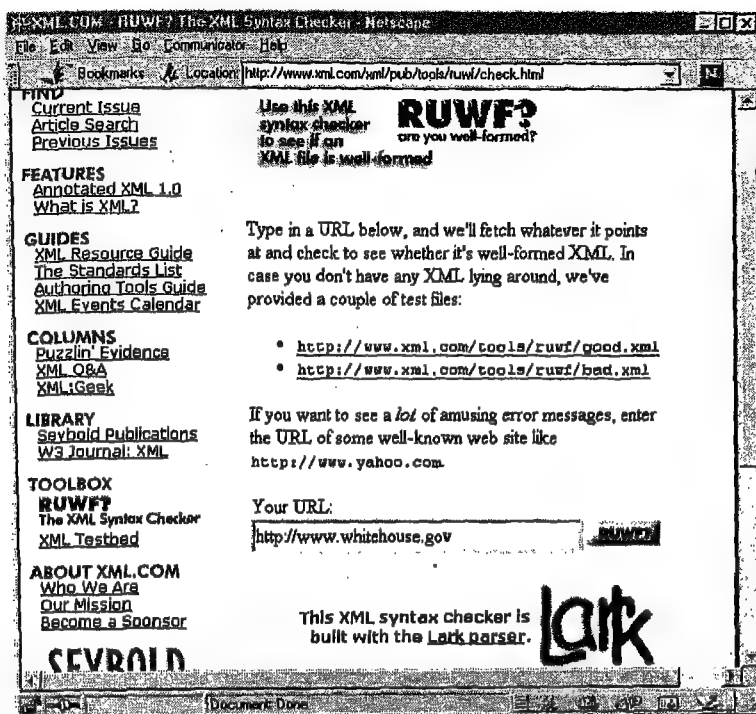 XML.COM - RUWF? The XML Syntax Checker - Netscape
File Edit View Go Communicator Help
Bookmarks Location: http://www.xml.com/xml/pub/tools/ruwf/check.html
FIND
Current Issue
Article Search
Previous Issues
FEATURES
Annotated XML 1.0
What is XML?
GUIDES
XML Resource Guide
The Standards List
Authoring Tools Guide
XML Events Calendar
COLUMNS
Puzzlin' Evidence
XML Q&A
XML:Geek
LIBRARY
Seybold Publications
W3 Journal: XML
TOOLBOX
RUWF?
The XML Syntax Checker
XML Testbed
ABOUT XML.COM
Who We Are
Our Mission
Become a Sponsor
SEYBOLD
Use this XML
syntax checker
to see if an
XML file is well-formed
RUWF?
are you well-formed?
Type in a URL below, and we'll fetch whatever it points
at and check to see whether it's well-formed XML. In
case you don't have any XML lying around, we've
provided a couple of test files:
• http://www.xml.com/tools/ruwf/good.xml
• http://www.xml.com/tools/ruwf/bad.xml
If you want to see a lot of amusing error messages, enter
the URL of some well-known web site like
http://www.yahoo.com
Your URL:
http://www.whitehouse.gov
RUWF?
This XML syntax checker is
built with the Lark parser.
Lark
Document: Done